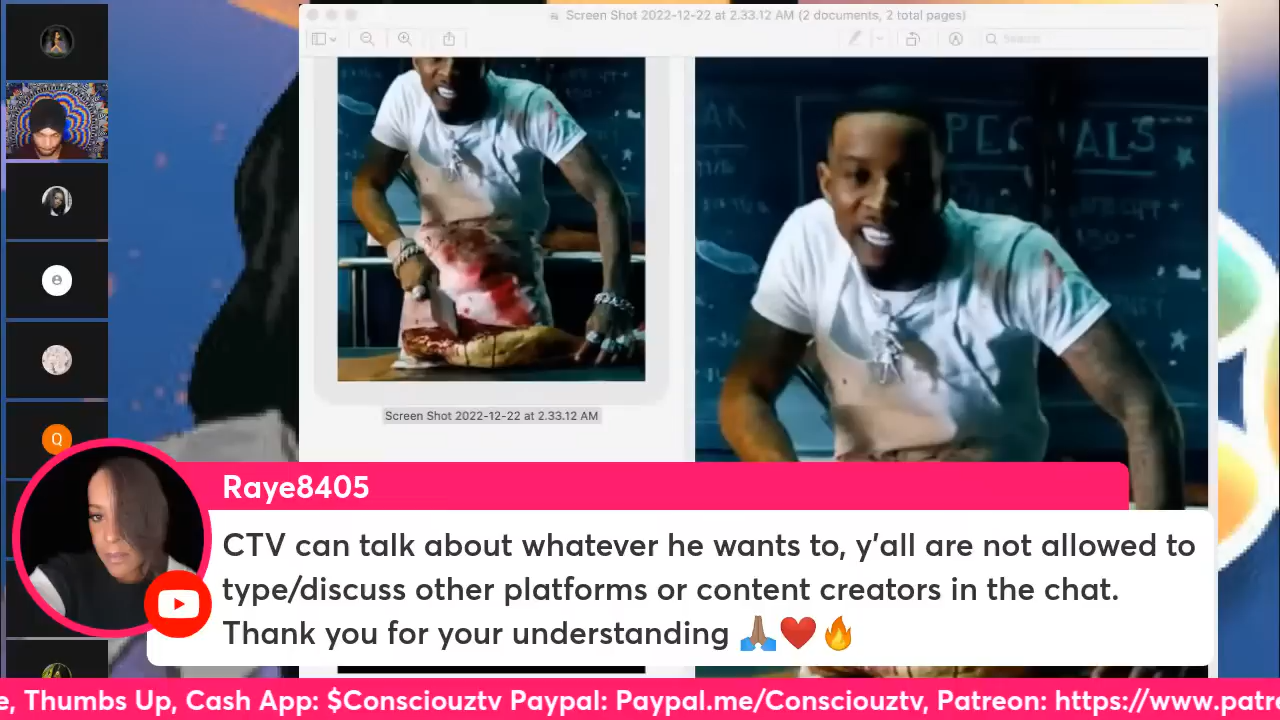 Screen Shot 2022-12-22 at 2.33.12 AM (2 documents, 2 total pages)
Search
Screen Shot 2022-12-22 at 2.33.12 AM
Q
Raye8405
CTV can talk about whatever he wants to, y'all are not allowed to
type/discuss other platforms or content creators in the chat.
Thank you for your understanding 🙏🏽❤️🔥
e, Thumbs Up, Cash App: $Consciouztv Paypal: Paypal.me/Consciouztv, Patreon: https://www.patre